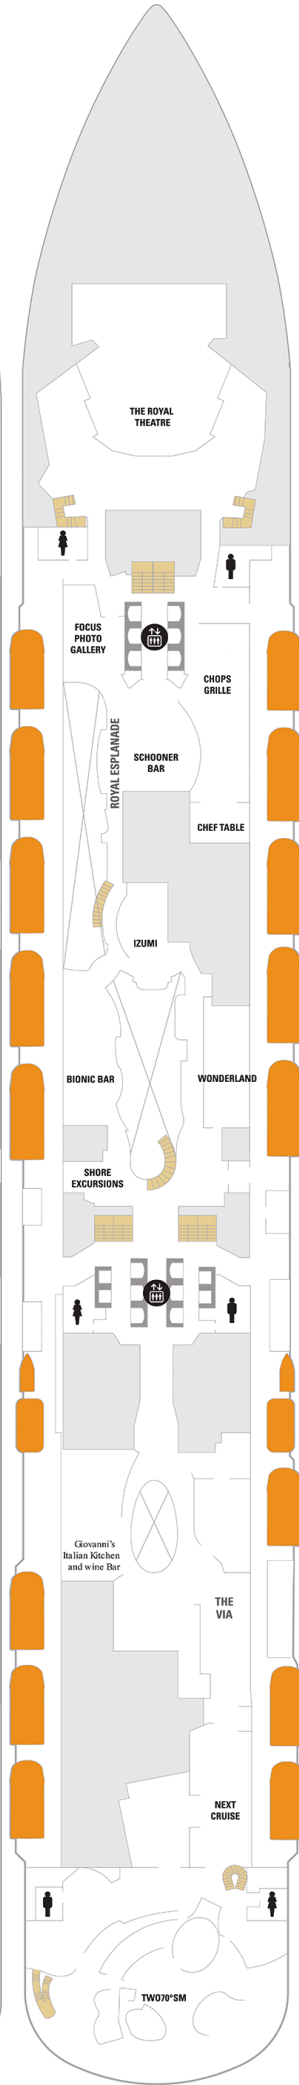 THE ROYAL
THEATRE
FOCUS
PHOTO
GALLERY
CHOPS
GRILLE
ROYAL ESPLANADE
SCHOONER
BAR
CHEF TABLE
IZUMI
BIONIC BAR
WONDERLAND
SHORE
EXCURSIONS
Giovanni's
Italian Kitchen
and wine Bar
THE
VIA
NEXT
CRUISE
TWO70°SM